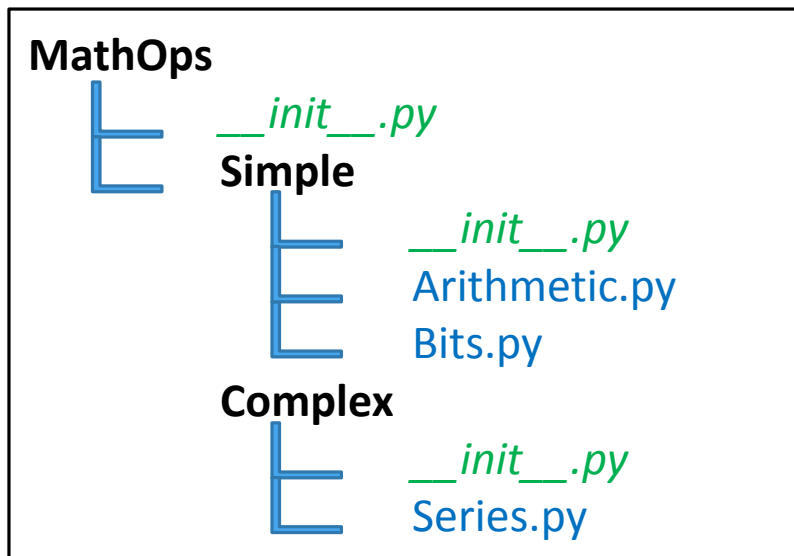 MathOps
__init__.py
Simple
__init__.py
Arithmetic.py
Bits.py
Complex
__init__.py
Series.py